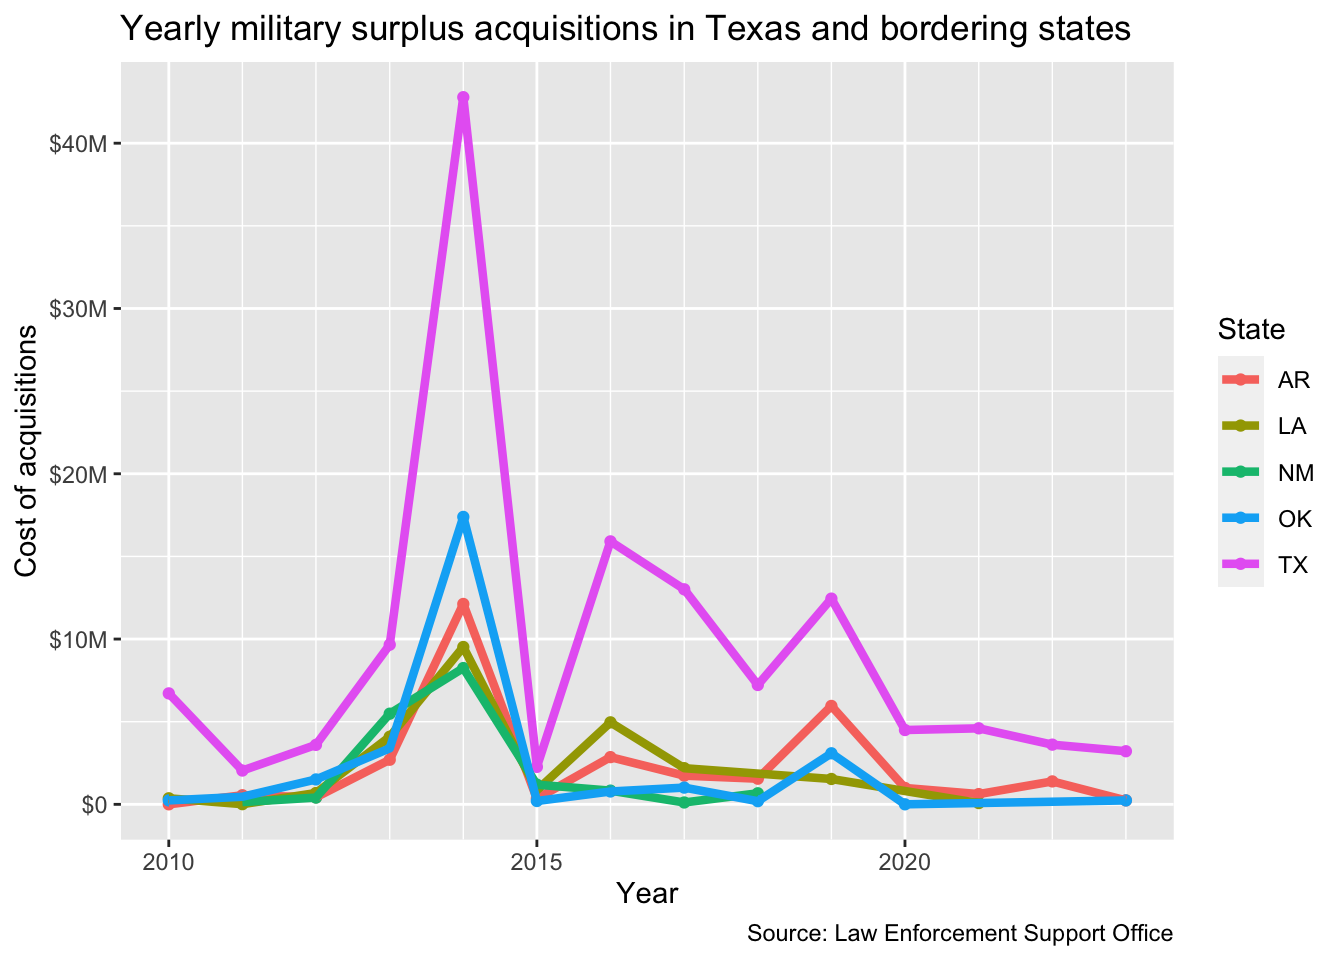 Yearly military surplus acquisitions in Texas and bordering states
Cost of acquisitions
$40M
$30M
$20M
$10M
$0
2010
2015
2020
Year
State
AR
LA
NM
OK
TX
Source: Law Enforcement Support Office